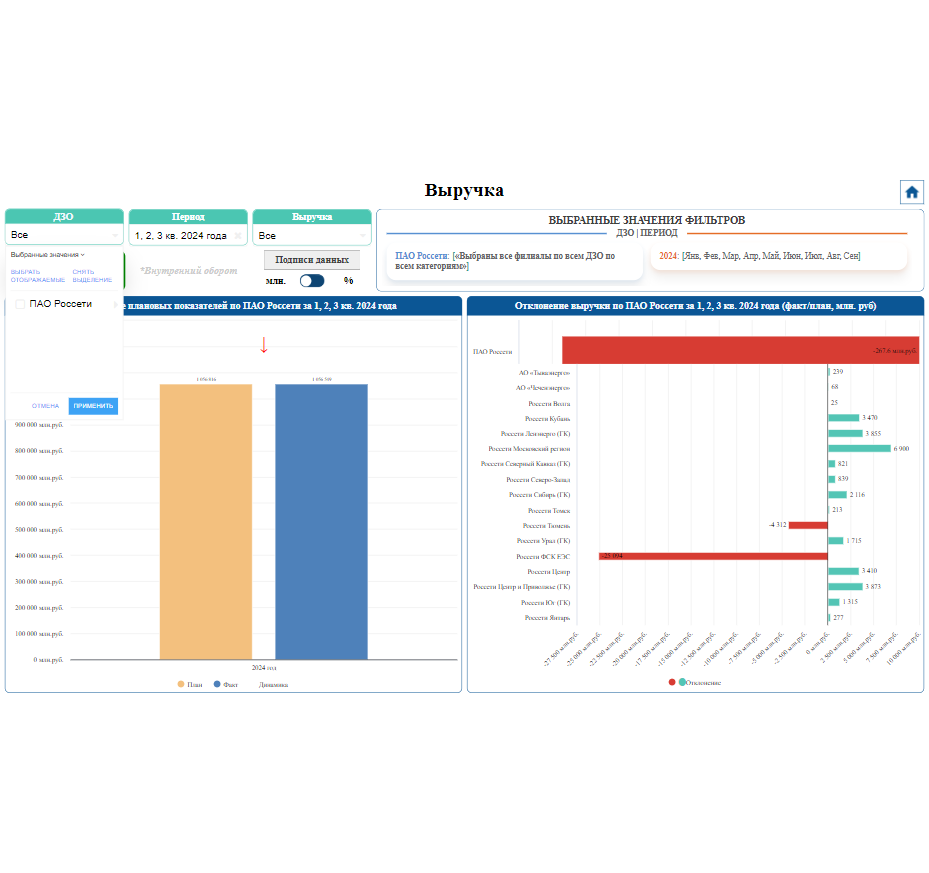 Выручка
ДЗО
Период
Выручка
Все
1, 2, 3 кв. 2024 года
Все
Выбранные значения
ВЫБРАТЬ ОТОБРАЖАЕМЫЕ
СНЯТЬ ВЫДЕЛЕНИЕ
ПАО Россети
ОТМЕНА
ПРИМЕНИТЬ
*Внутренний оборот
Подписи данных
млн.
%
ВЫБРАННЫЕ ЗНАЧЕНИЯ ФИЛЬТРОВ
ДЗО | ПЕРИОД
ПАО Россети: [«Выбраны все филиалы по всем ДЗО по
всем категориям»]
2024: [Янв, Фев, Мар, Апр, Май, Июн, Июл, Авг, Сен]
плановых показателей по ПАО Россети за 1, 2, 3 кв. 2024 года
900 000 млн.руб.
800 000 млн.руб.
700 000 млн.руб.
600 000 млн.руб.
500 000 млн.руб.
400 000 млн.руб.
300 000 млн.руб.
200 000 млн.руб.
100 000 млн.руб.
0 млн.руб.
2024 год
План
Факт
Динамика
Отклонение выручки по ПАО Россети за 1, 2, 3 кв. 2024 года (факт/план, млн. руб)
ПАО Россети
-267.6 млн.руб.
АО «Тываэнерго» 239
АО «Чеченэнерго» 68
Россети Волга 25
Россети Кубань 3 470
Россети Ленэнерго (ГК) 3 855
Россети Московский регион 6 900
Россети Северный Кавказ (ГК) 821
Россети Северо-Запад 839
Россети Сибирь (ГК) 2 116
Россети Томск 213
Россети Тюмень -4 312
Россети Урал (ГК) 1 715
Россети ФСК ЕЭС
Россети Центр 3 410
Россети Центр и Приволжье (ГК) 3 873
Россети Юг (ГК) 1 315
Россети Янтарь 277
-27 500 млн.руб.
-25 000 млн.руб.
-22 500 млн.руб.
-20 000 млн.руб.
-17 500 млн.руб.
-15 000 млн.руб.
-12 500 млн.руб.
-10 000 млн.руб.
-7 500 млн.руб.
-5 000 млн.руб.
-2 500 млн.руб.
0 млн.руб.
2 500 млн.руб.
5 000 млн.руб.
7 500 млн.руб.
10 000 млн.руб.
Отклонение